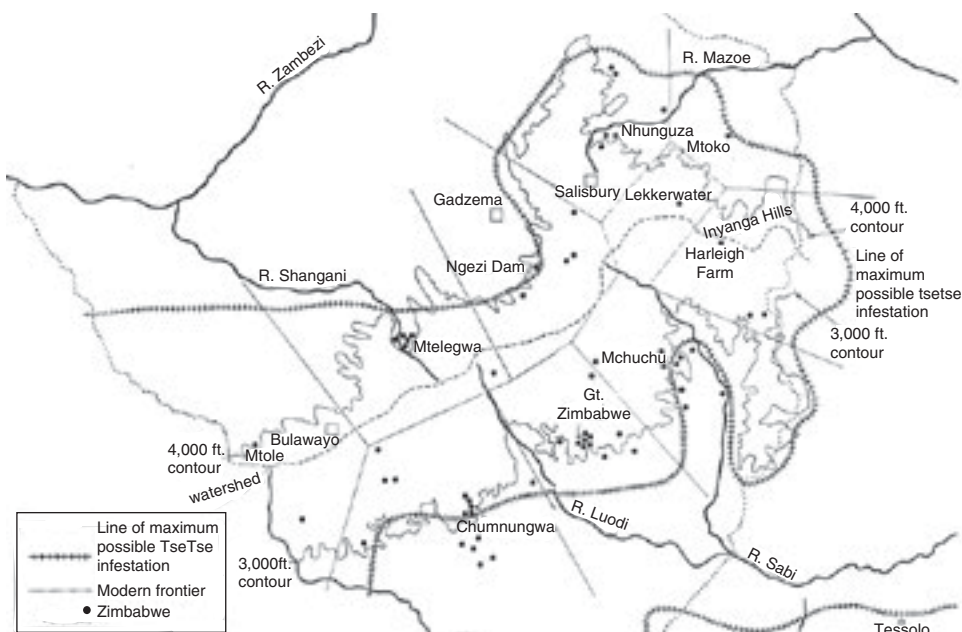 R. Zambezi
R. Mazoe
Nhunguza
Mtoko
Salisbury
Lekkerwater
Gadzema
Inyanga Hills
4,000 ft.
contour
Harleigh
Farm
Ngezi Dam
Line of
maximum
possible tsetse
infestation
R. Shangani
3,000 ft.
contour
Mtelegwa
Mchuchu
Gt.
Zimbabwe
Bulawayo
4,000 ft.
contour
Mtole
watershed
Chumnungwa
R. Luodi
R. Sabi
3,000ft.
contour
Line of maximum
possible TseTse
infestation
Modern frontier
Zimbabwe
Tessolo